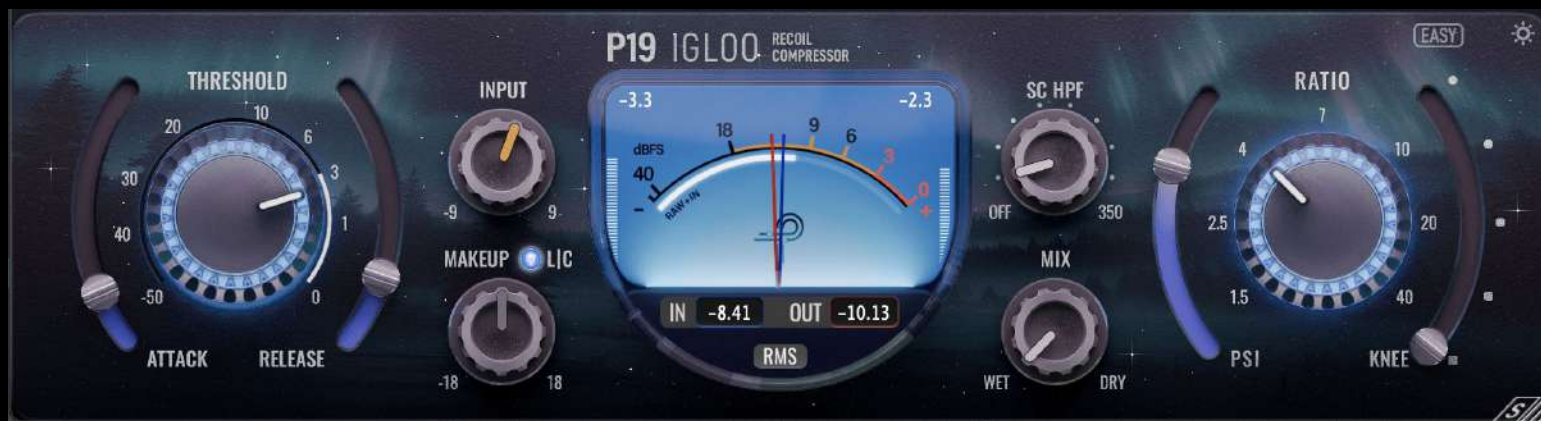 P19 IGLOO RECOIL COMPRESSOR
EASY
THRESHOLD
50
40
30
20
10
6
3
1
0
ATTACK
RELEASE
INPUT
-9 9
MAKEUP L|C
-18 18
-3.3 -2.3
dBFS
- 40 18 9 6 3 0 +
RAW+IN
IN -8.41 OUT -10.13
RMS
SC HPF
OFF 350
MIX
WET DRY
RATIO
1.5
2.5
4
7
10
20
40
PSI
KNEE
S